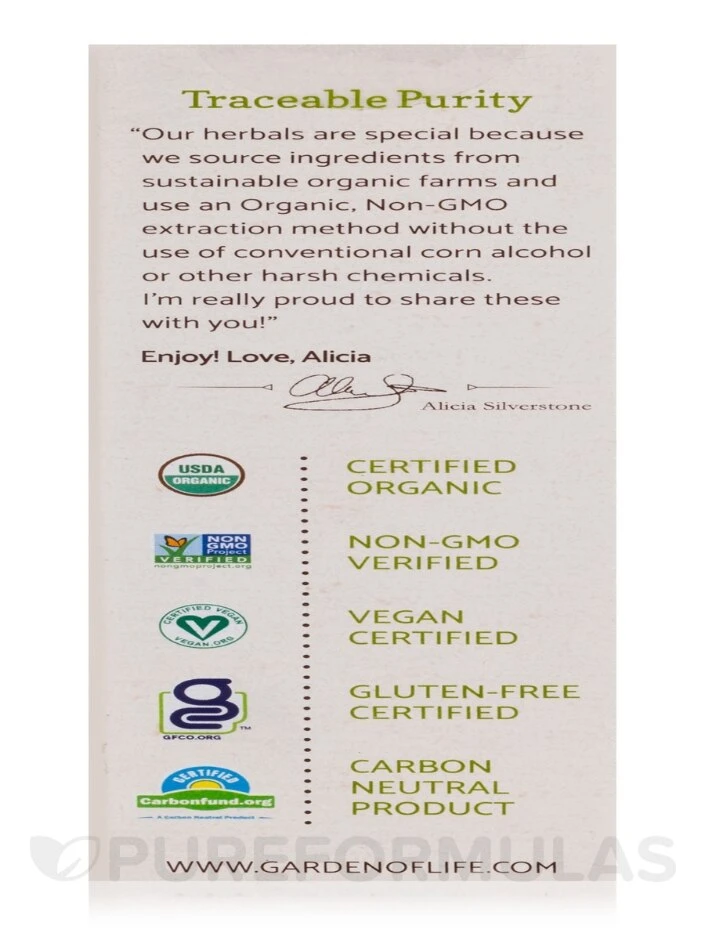 Traceable Purity
“Our herbals are special because
we source ingredients from
sustainable organic farms and
use an Organic, Non-GMO
extraction method without the
use of conventional corn alcohol
or other harsh chemicals.
I’m really proud to share these
with you!”
Enjoy! Love, Alicia
Alicia Silverstone
USDA
ORGANIC
CERTIFIED
ORGANIC
NON
GMO
Project
VERIFIED
nongmoproject.org
NON-GMO
VERIFIED
CERTIFIED VEGAN
VEGAN.ORG
VEGAN
CERTIFIED
g
GFCO.ORG
TM
GLUTEN-FREE
CERTIFIED
CERTIFIED
Carbonfund.org
A Carbon Neutral Product
CARBON
NEUTRAL
PRODUCT
PUREFORMULAS
WWW.GARDENOFLIFE.COM